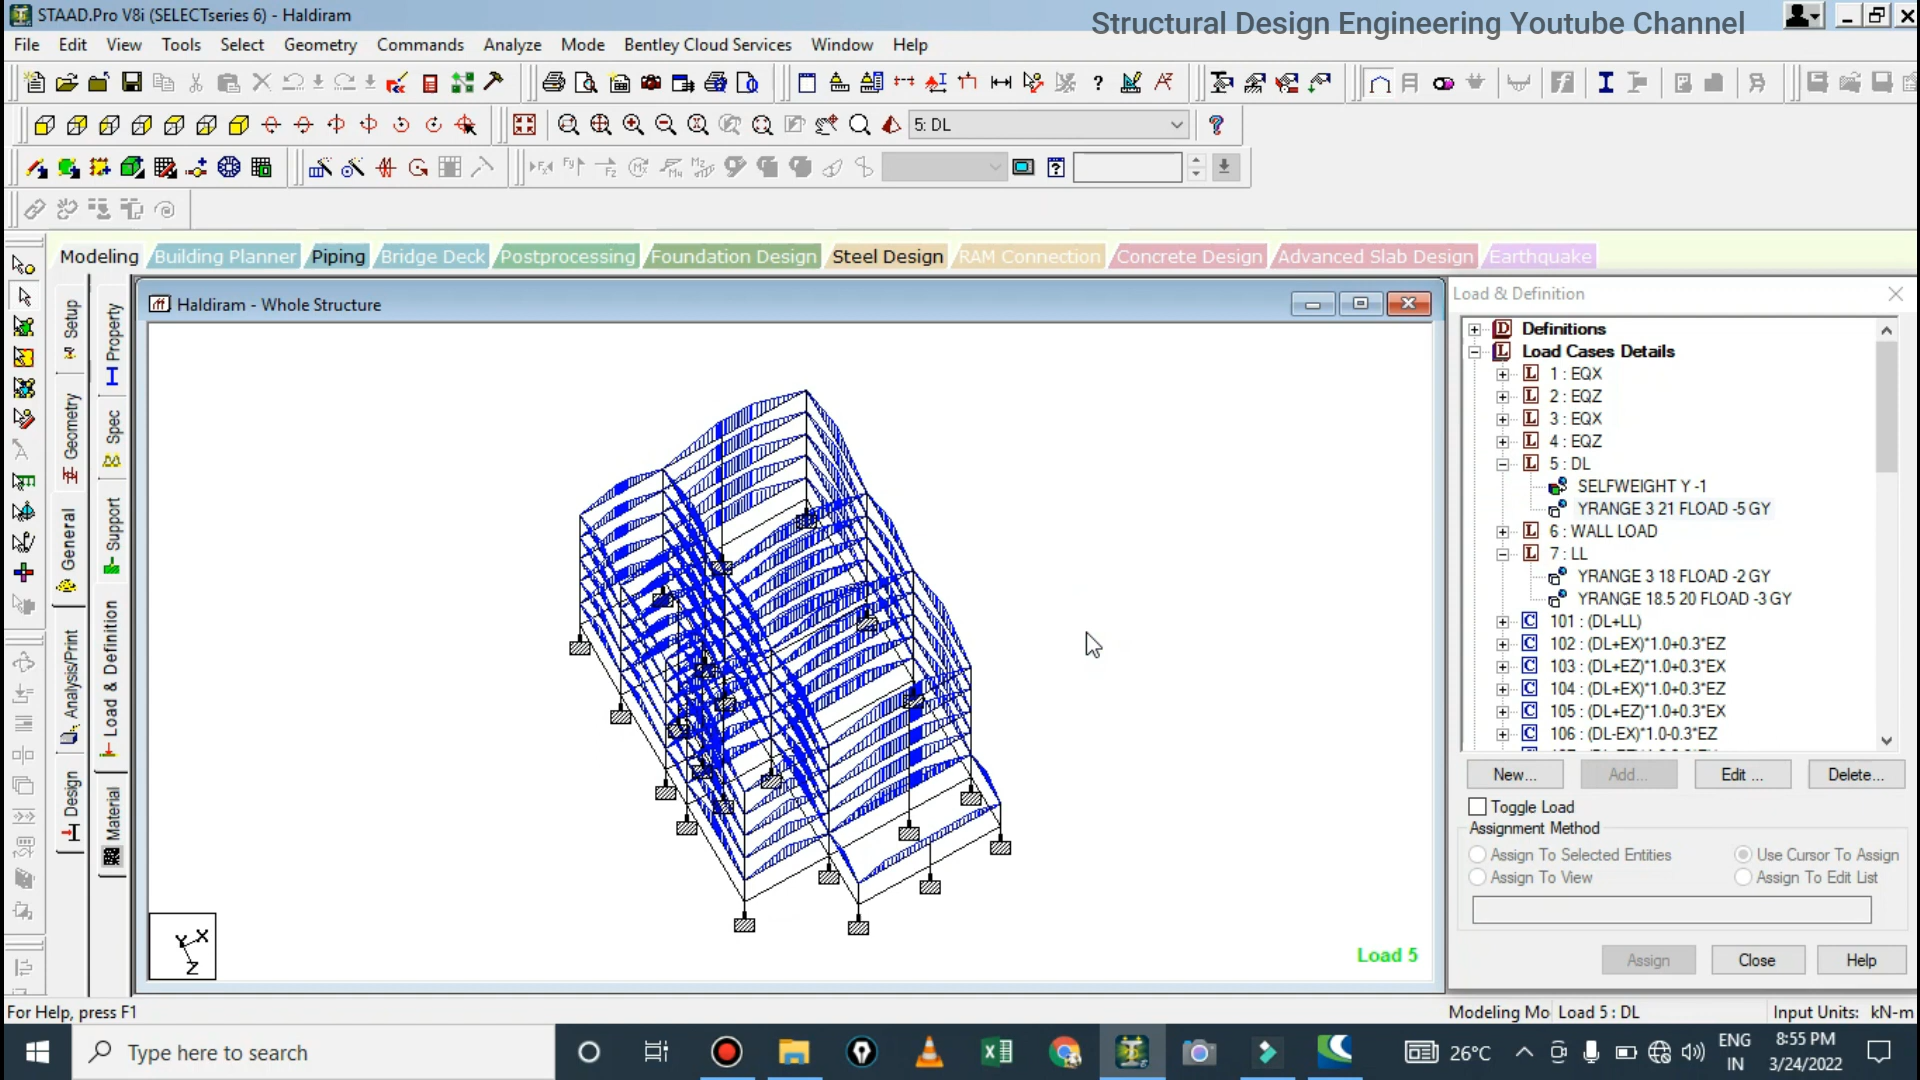 STAAD.Pro V8i (SELECTseries 6) - Haldiram
Structural Design Engineering Youtube Channel
File Edit View Tools Select Geometry Commands Analyze Mode Bentley Cloud Services Window Help
5: DL
Modeling Building Planner Piping Bridge Deck Postprocessing Foundation Design Steel Design RAM Connection Concrete Design Advanced Slab Design Earthquake
Setup
Geometry
General
Analysis/Print
Design
Property
Spec
Support
Load & Definition
Material
Haldiram - Whole Structure
Load 5
Y X
Z
Load & Definition
Definitions
Load Cases Details
1 : EQX
2 : EQZ
3 : EQX
4 : EQZ
5 : DL
SELFWEIGHT Y -1
YRANGE 3 21 FLOAD -5 GY
6 : WALL LOAD
7 : LL
YRANGE 3 18 FLOAD -2 GY
YRANGE 18.5 20 FLOAD -3 GY
101 : (DL+LL)
102 : (DL+EX)*1.0+0.3*EZ
103 : (DL+EZ)*1.0+0.3*EX
104 : (DL+EX)*1.0+0.3*EZ
105 : (DL+EZ)*1.0+0.3*EX
106 : (DL-EX)*1.0-0.3*EZ
New... Add... Edit ... Delete...
Toggle Load
Assignment Method
Assign To Selected Entities Use Cursor To Assign
Assign To View Assign To Edit List
Assign Close Help
For Help, press F1
Modeling Mo Load 5 : DL Input Units: kN-m
Type here to search
26°C
ENG
IN
8:55 PM
3/24/2022